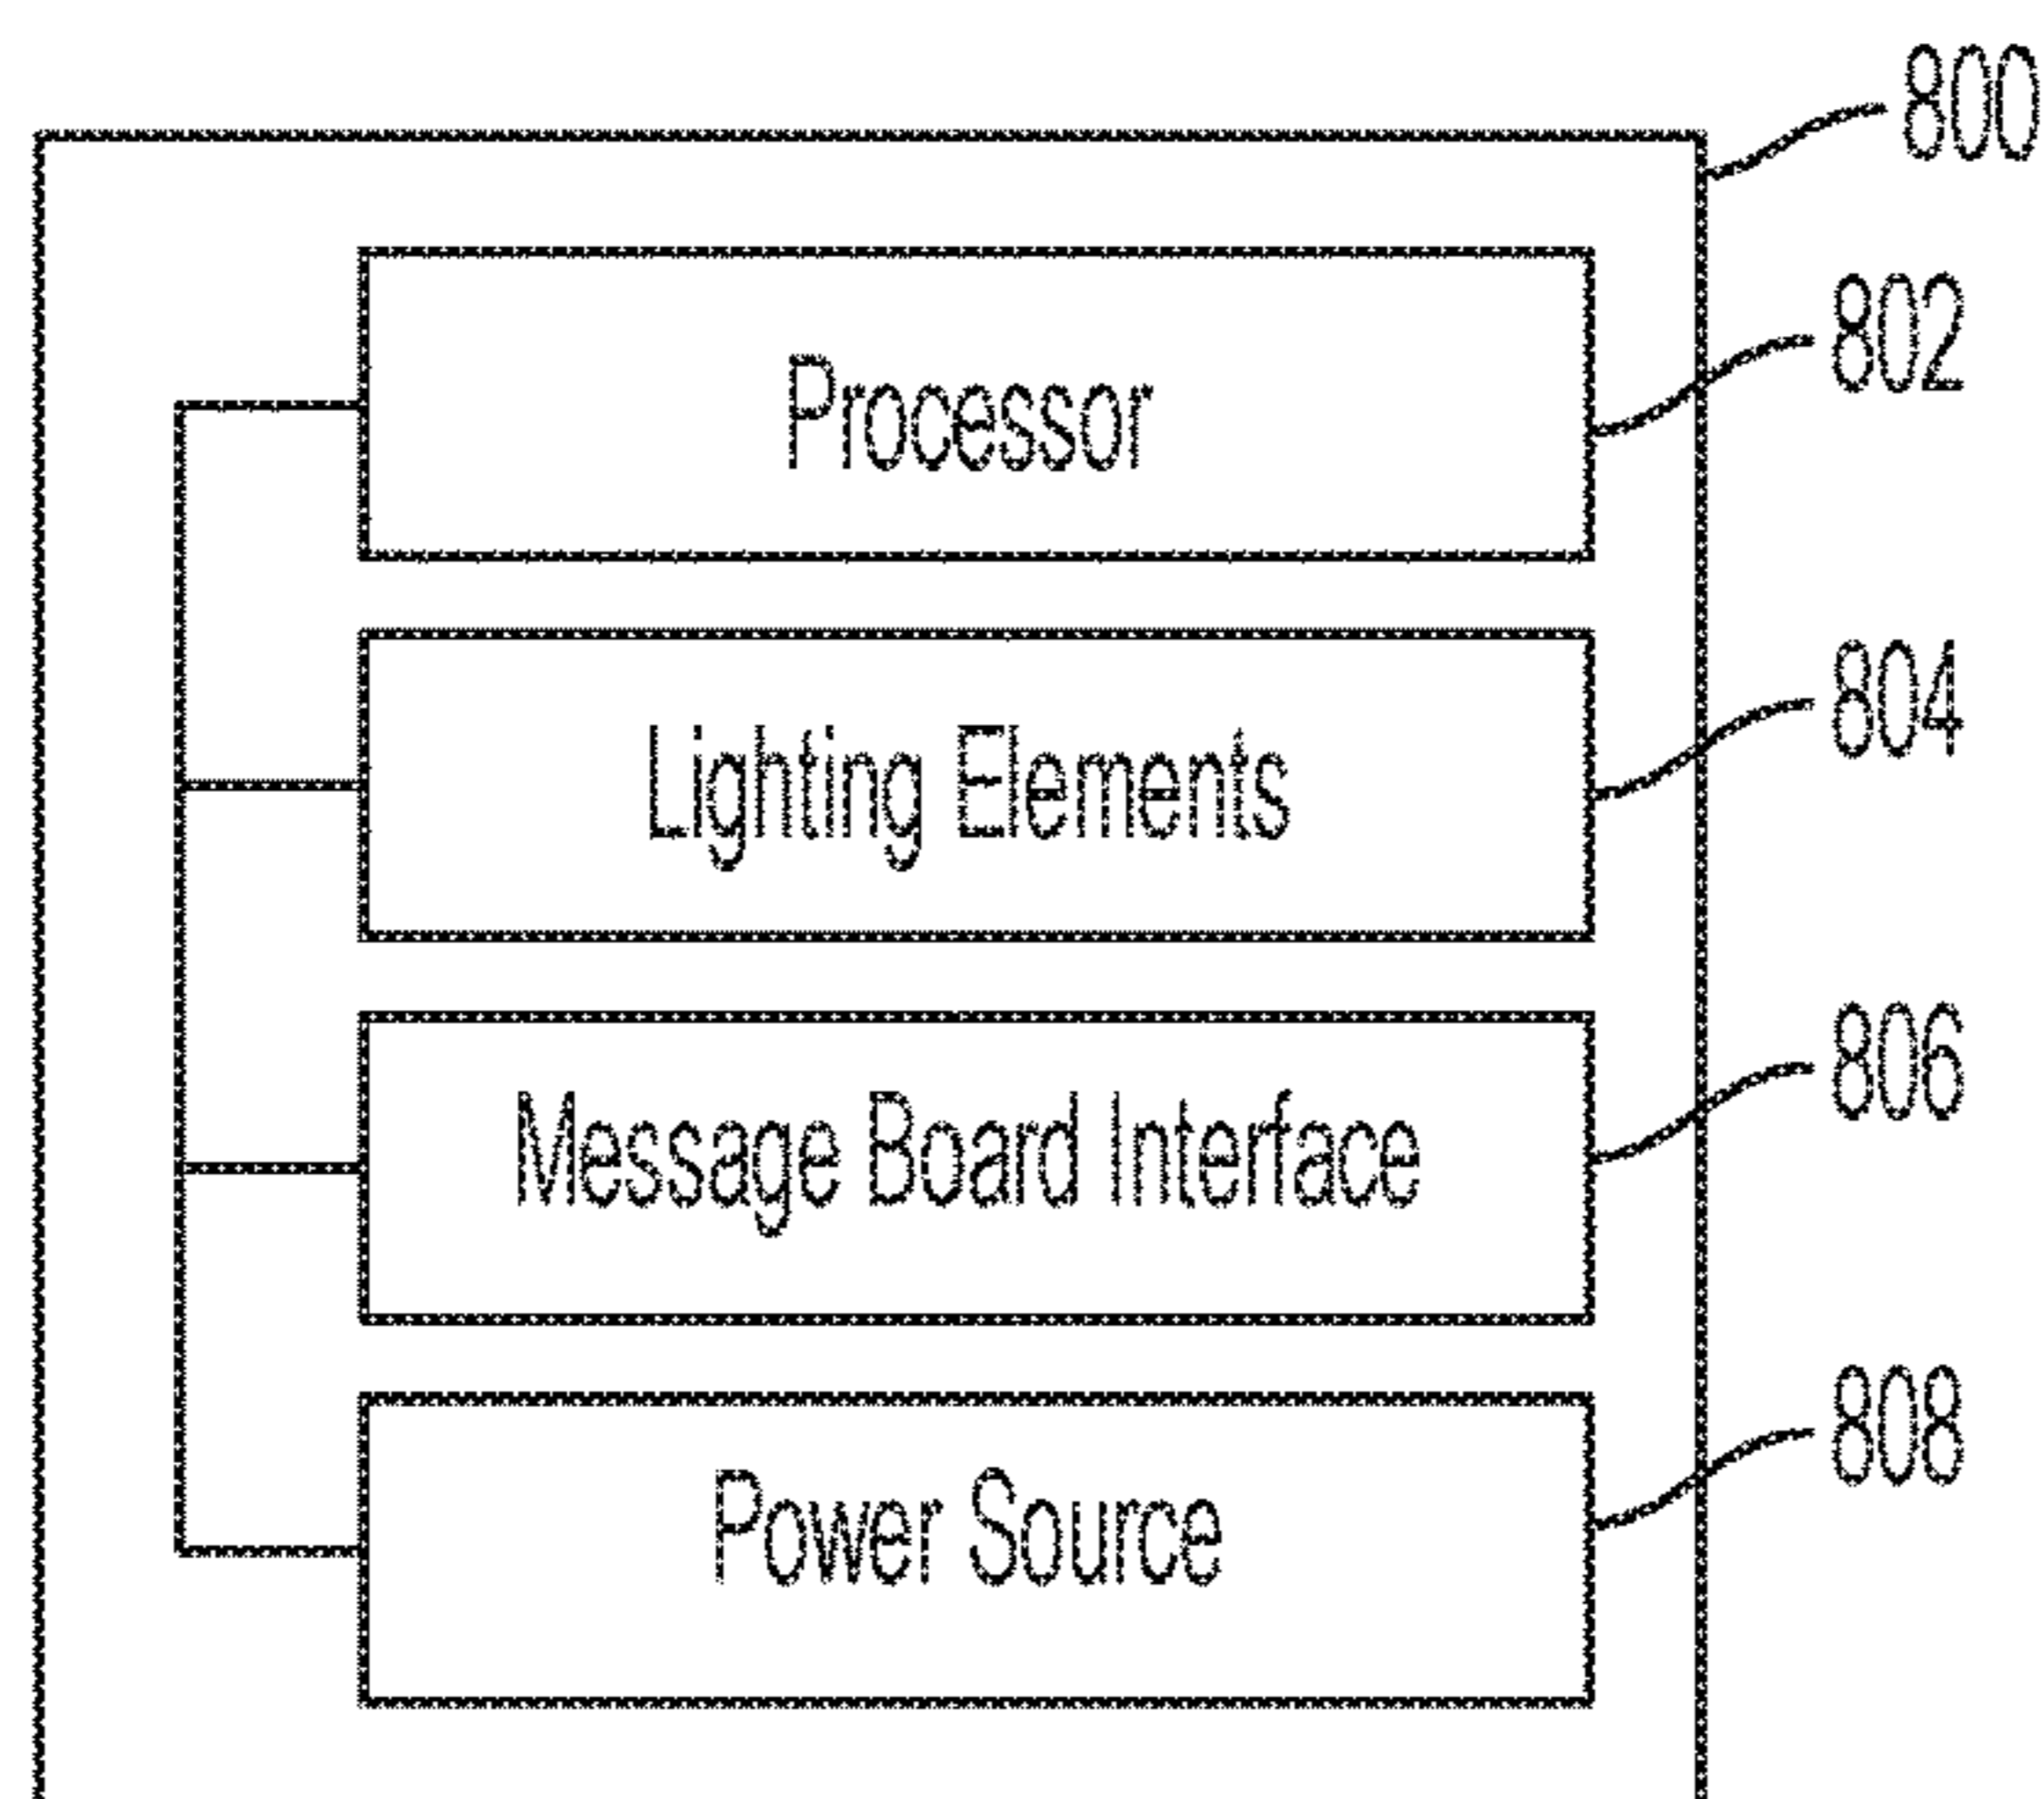 800
Processor
802
Lighting Elements
804
Message Board Interface
806
Power Source
808